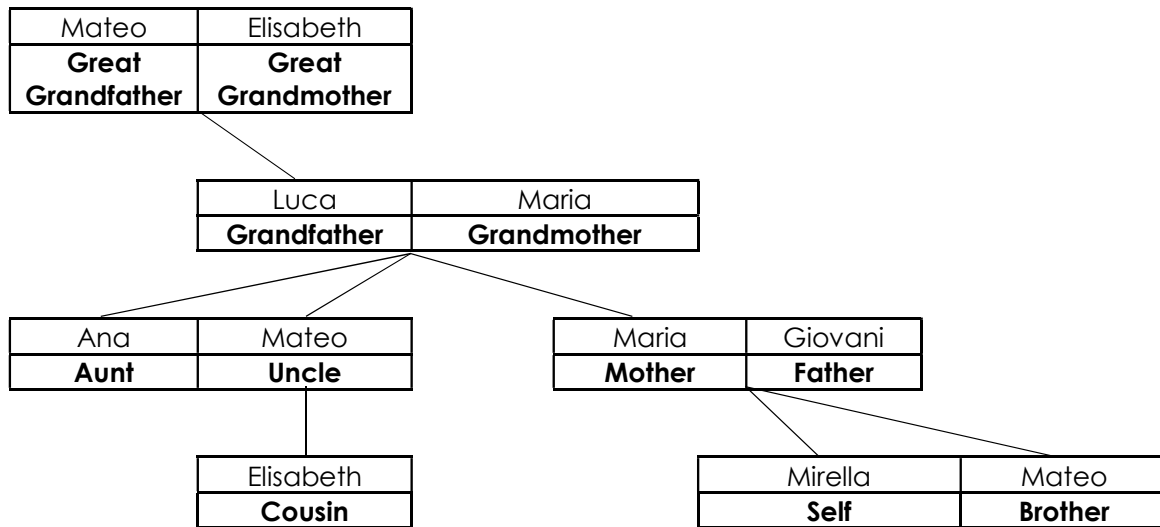 Mateo Elisabeth
Great Great
Grandfather Grandmother
Luca Maria
Grandfather Grandmother
Ana Mateo Maria Giovani
Aunt Uncle Mother Father
Elisabeth Mirella Mateo
Cousin Self Brother